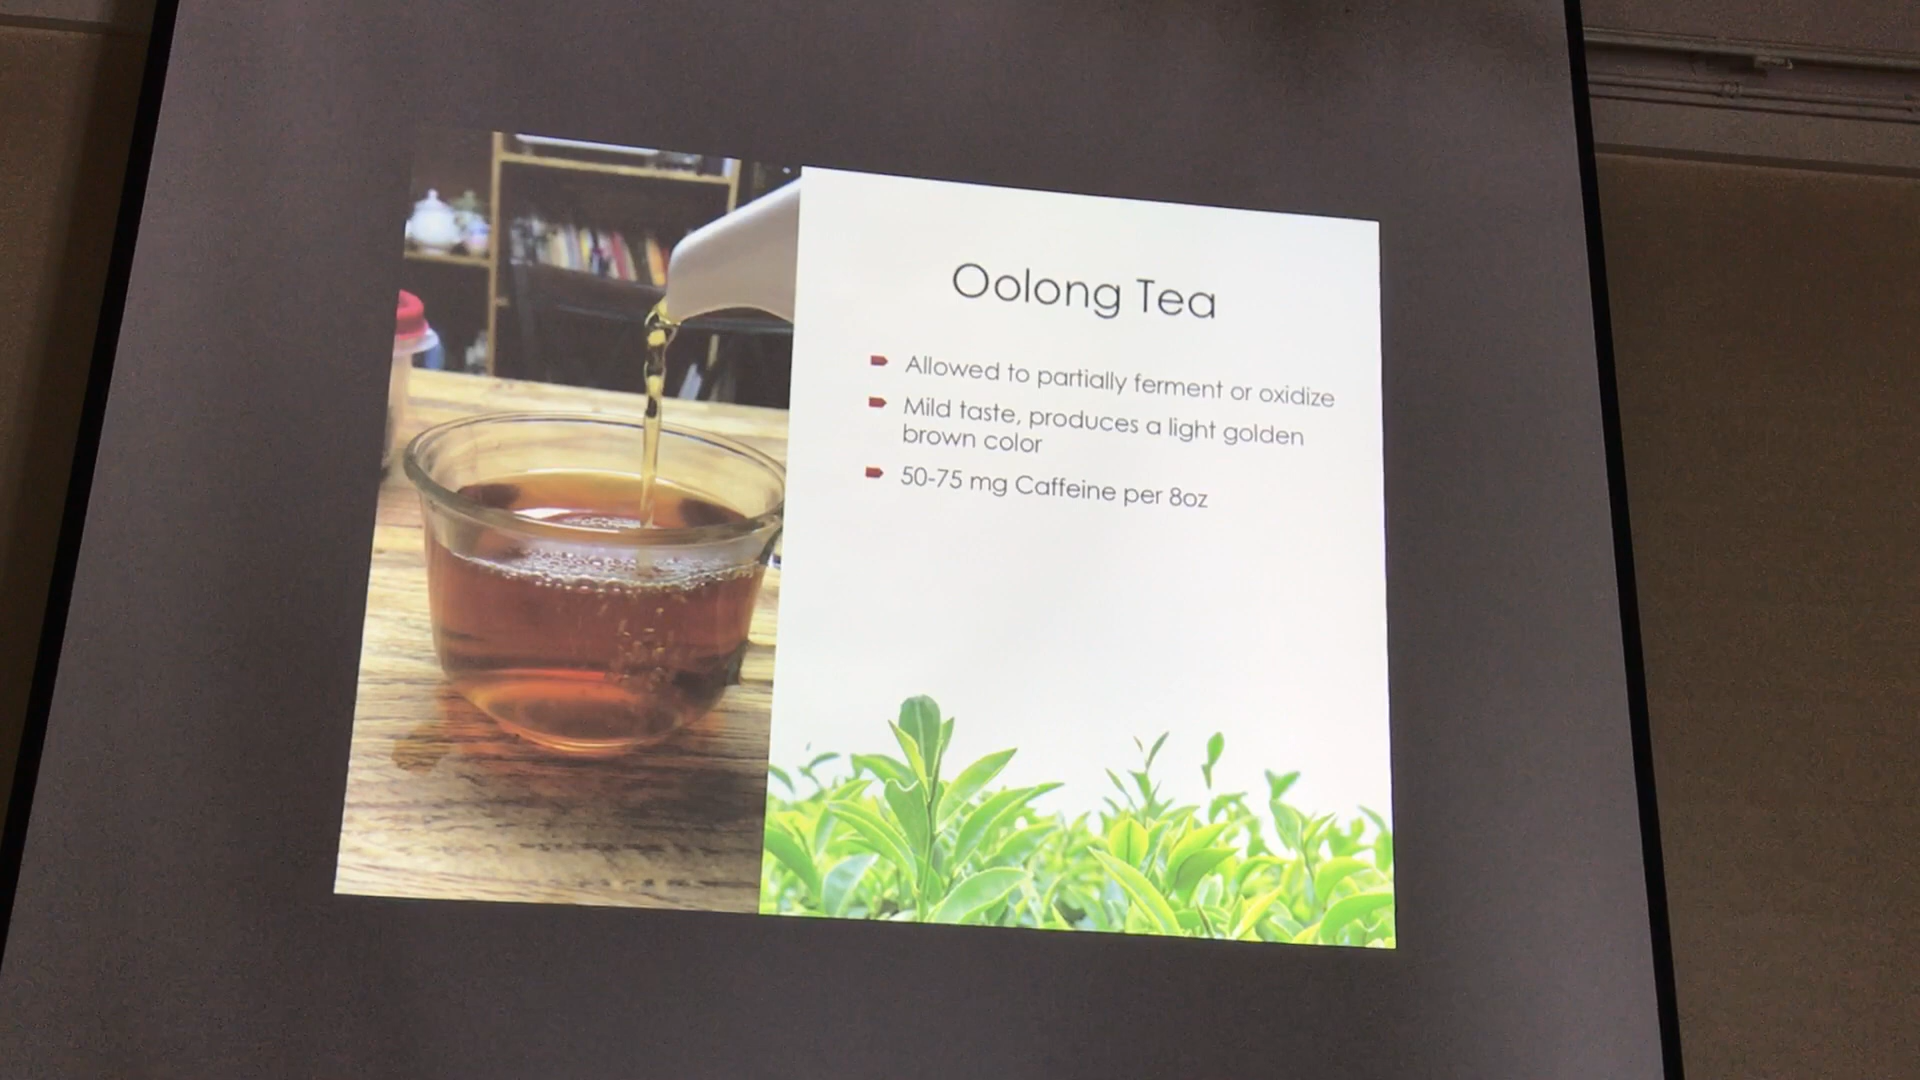 Oolong Tea
Allowed to partially ferment or oxidize
Mild taste, produces a light golden
brown color
50-75 mg Caffeine per 8oz